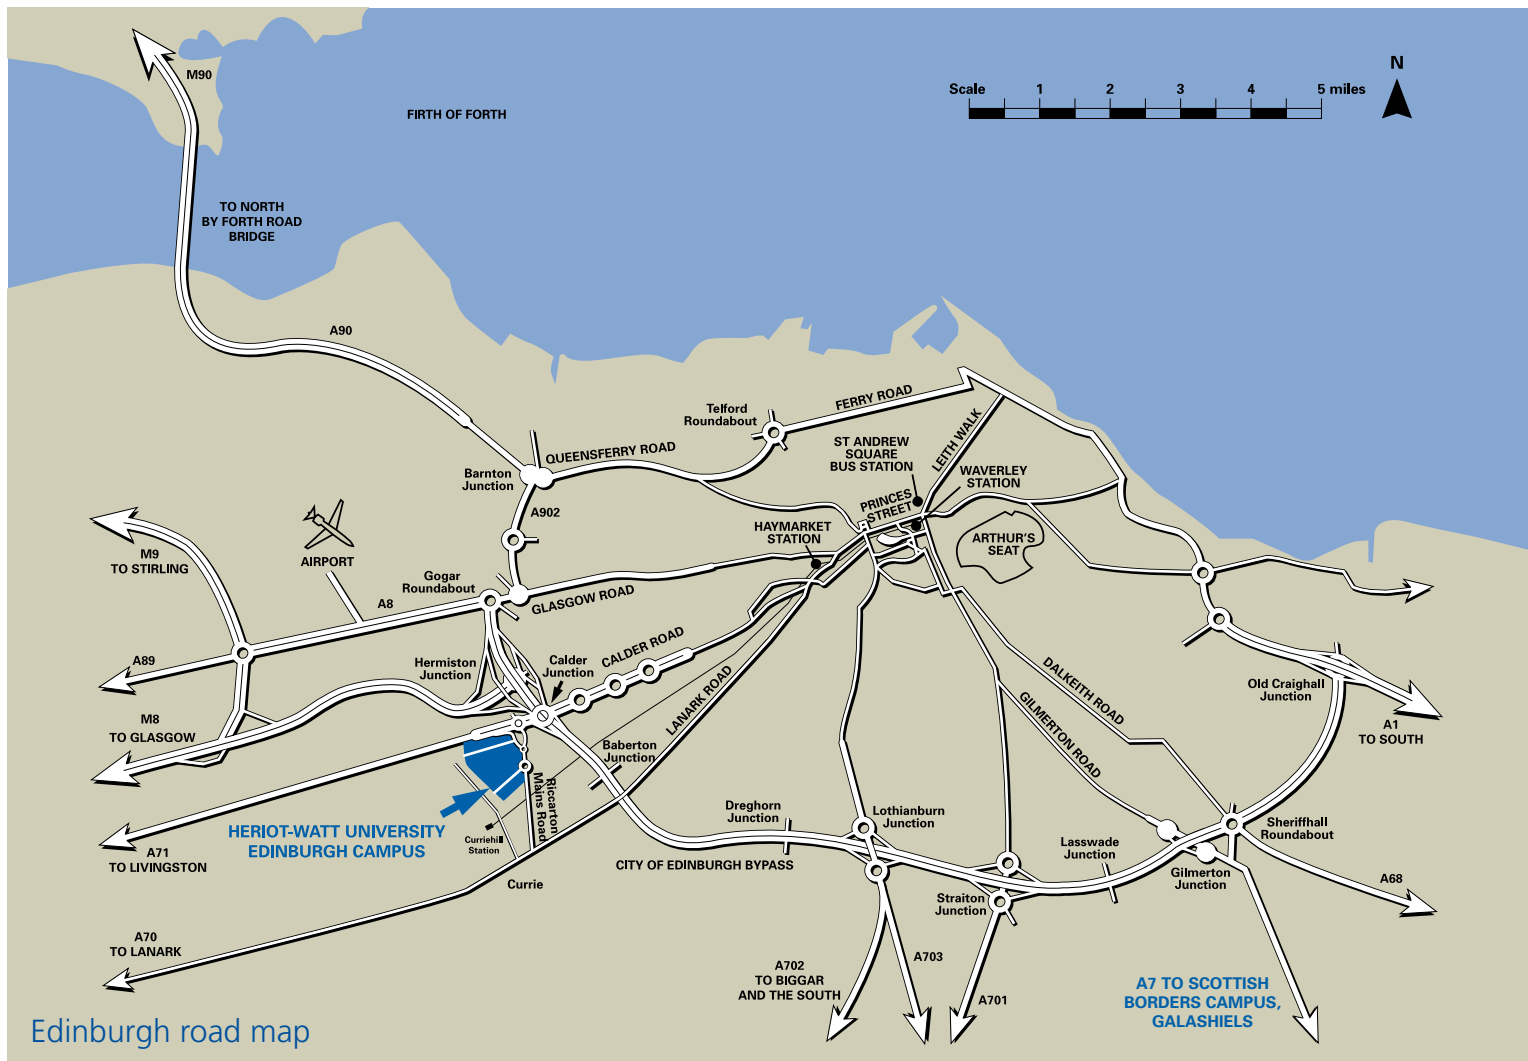 M90
FIRTH OF FORTH
Scale 1 2 3 4 5 miles
N
TO NORTH
BY FORTH ROAD
BRIDGE
A90
Telford
Roundabout
FERRY ROAD
LEITH WALK
ST ANDREW
SQUARE
BUS STATION
WAVERLEY
STATION
Barnton
Junction
QUEENSFERRY ROAD
PRINCES
STREET
A902
HAYMARKET
STATION
ARTHUR'S
SEAT
M9
TO STIRLING
AIRPORT
Gogar
Roundabout
A8
GLASGOW ROAD
A89
Hermiston
Junction
Calder
Junction
CALDER ROAD
LANARK ROAD
DALKEITH ROAD
GILMERTON ROAD
Old Craighall
Junction
M8
TO GLASGOW
A1
TO SOUTH
Baberton
Junction
Riccarton
Mains Road
HERIOT-WATT UNIVERSITY
EDINBURGH CAMPUS
Curriehill
Station
Dreghorn
Junction
Lothianburn
Junction
Sheriffhall
Roundabout
A71
TO LIVINGSTON
CITY OF EDINBURGH BYPASS
Lasswade
Junction
Gilmerton
Junction
Currie
A68
Straiton
Junction
A70
TO LANARK
A702
TO BIGGAR
AND THE SOUTH
A703
A701
A7 TO SCOTTISH
BORDERS CAMPUS,
GALASHIELS
Edinburgh road map